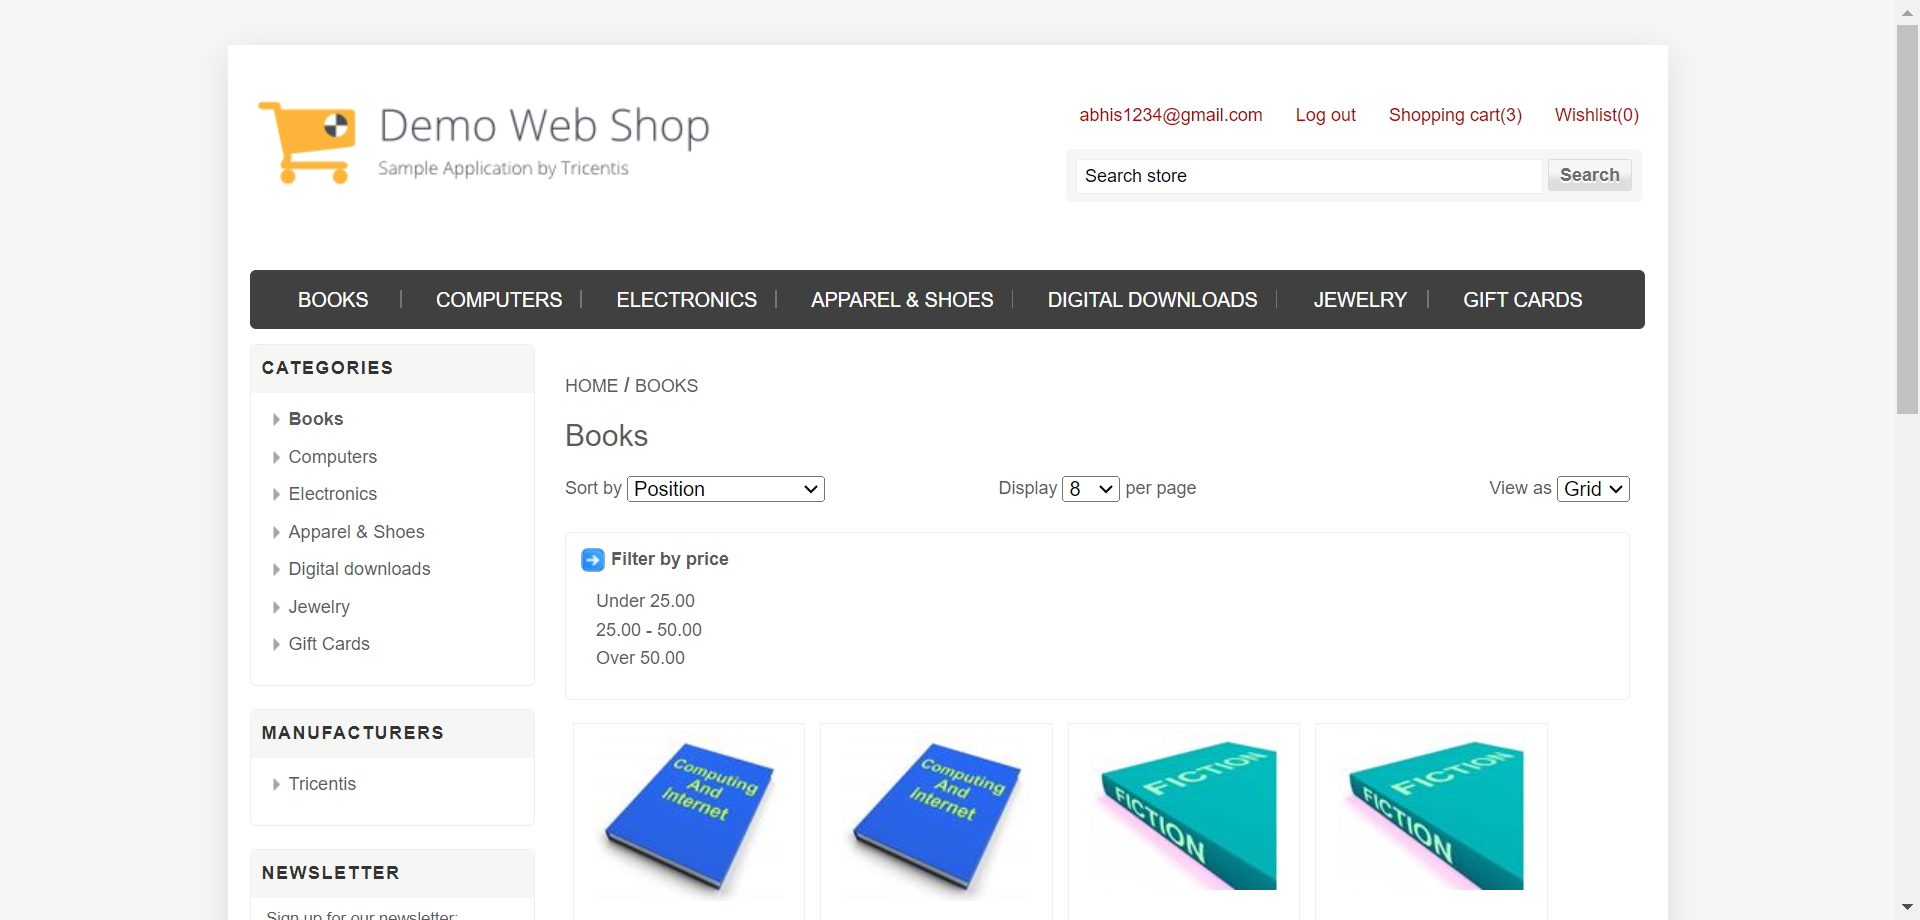 Demo Web Shop
Sample Application by Tricentis
abhis1234@gmail.com Log out Shopping cart(3) Wishlist(0)
Search store Search
BOOKS COMPUTERS ELECTRONICS APPAREL & SHOES DIGITAL DOWNLOADS JEWELRY GIFT CARDS
CATEGORIES
Books
Computers
Electronics
Apparel & Shoes
Digital downloads
Jewelry
Gift Cards
MANUFACTURERS
Tricentis
NEWSLETTER
Sign up for our newsletter:
HOME / BOOKS
Books
Sort by Position Display 8 per page View as Grid
Filter by price
Under 25.00
25.00 - 50.00
Over 50.00
Computing
And
Internet
Computing
And
Internet
FICTION
FICTION
FICTION
FICTION